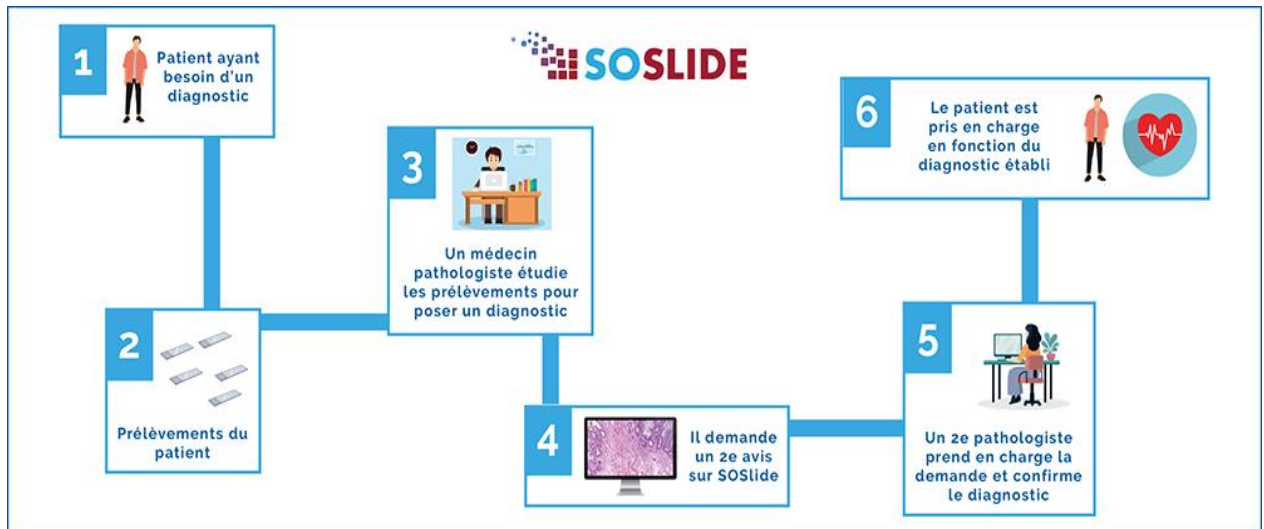 SOSLIDE
1
Patient ayant
besoin d'un
diagnostic
2
Prélèvements du
patient
3
Un médecin
pathologiste étudie
les prélèvements pour
poser un diagnostic
4
Il demande
un 2e avis
sur SOSlide
5
Un 2e pathologiste
prend en charge la
demande et confirme
le diagnostic
6
Le patient est
pris en charge
en fonction du
diagnostic établi